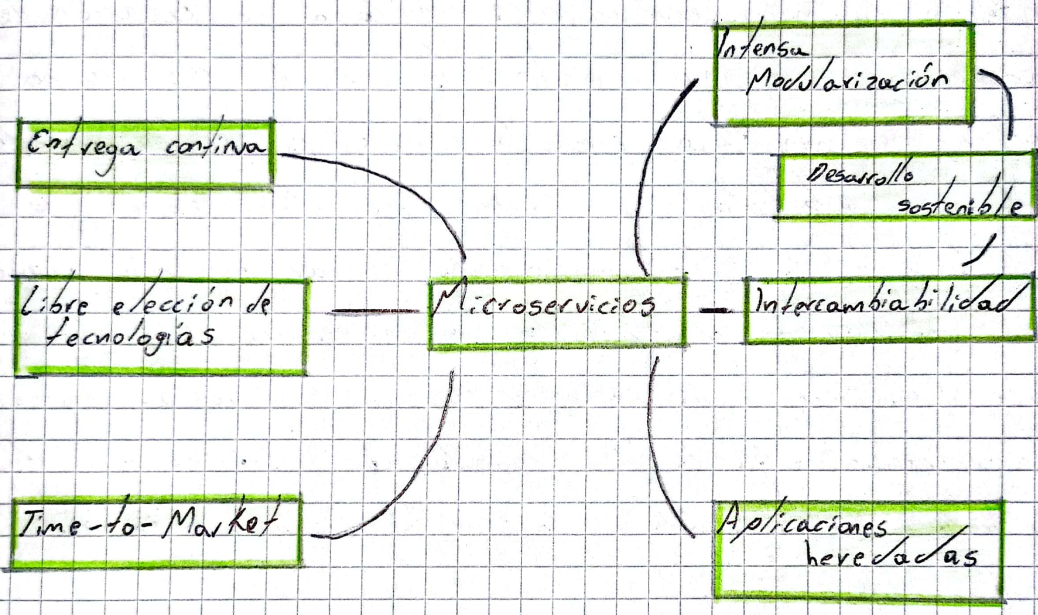 Intensa
Modularización
Entrega continua
Desarrollo
sostenible
Libre elección de
tecnologías
Microservicios
Intercambiabilidad
Time-to-Market
Aplicaciones
heredadas